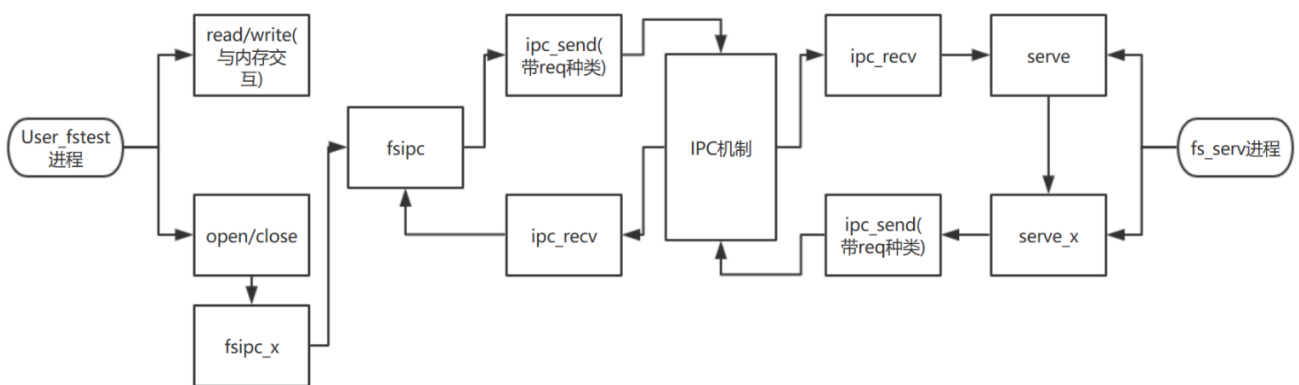 User_fstest
进程
read/write(
与内存交
互)
open/close
fsipc_x
fsipc
ipc_send(
带req种类)
ipc_recv
IPC机制
ipc_recv
ipc_send(
带req种类)
serve
serve_x
fs_serv进程